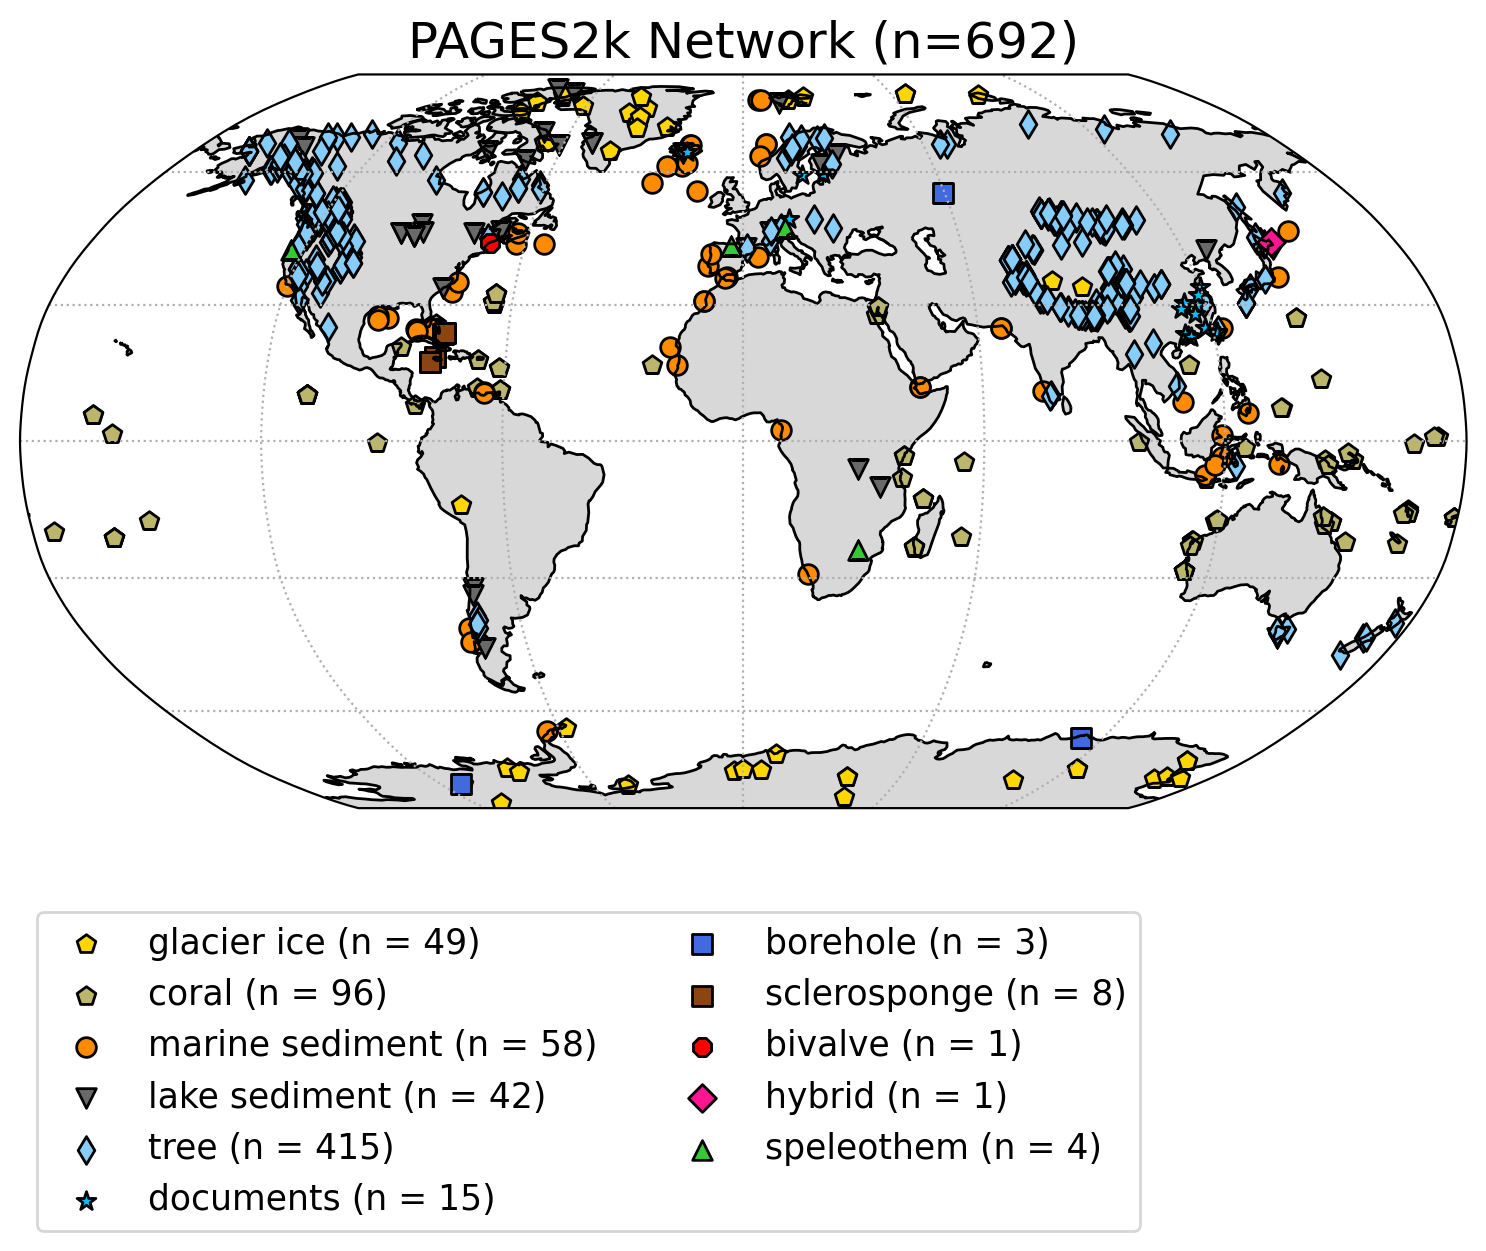 PAGES2k Network (n=692)
glacier ice (n = 49)
coral (n = 96)
marine sediment (n = 58)
lake sediment (n = 42)
tree (n = 415)
documents (n = 15)
borehole (n = 3)
sclerosponge (n = 8)
bivalve (n = 1)
hybrid (n = 1)
speleothem (n = 4)